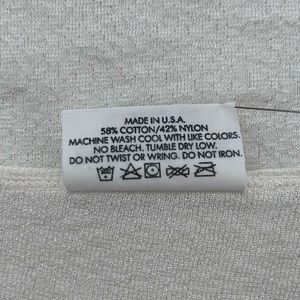 MADE IN U.S.A.
58% COTTON/42% NYLON
MACHINE WASH COOL WITH LIKE COLORS.
NO BLEACH. TUMBLE DRY LOW.
DO NOT TWIST OR WRING. DO NOT IRON.